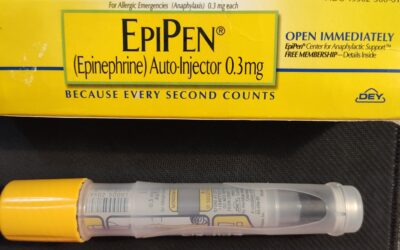 For Allergic Emergencies (Anaphylaxis) 0.3 mg each
EPIPEN®
(Epinephrine) Auto-Injector 0.3mg
BECAUSE EVERY SECOND COUNTS
OPEN IMMEDIATELY
EpiPen® Center for Anaphylactic Support™
FREE MEMBERSHIP—Details Inside
DEY